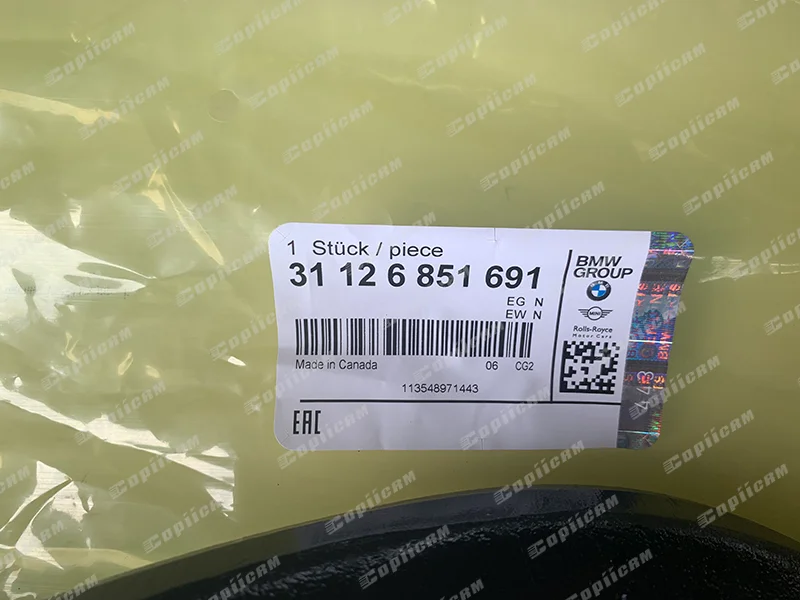 1 Stück / piece
31 12 6 851 691
EG N
EW N
Made in Canada 06 CG2
113548971443
EAC
BMW
GROUP
MINI
Rolls-Royce
Motor Cars
Copiicam